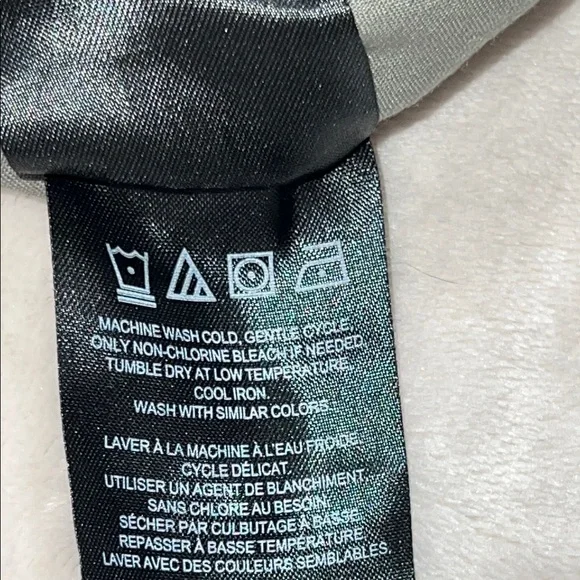 MACHINE WASH COLD, GENTLE CYCLE.
ONLY NON-CHLORINE BLEACH IF NEEDED.
TUMBLE DRY AT LOW TEMPERATURE.
COOL IRON.
WASH WITH SIMILAR COLORS.
LAVER À LA MACHINE À L'EAU FROIDE,
CYCLE DÉLICAT.
UTILISER UN AGENT DE BLANCHIMENT
SANS CHLORE AU BESOIN.
SÉCHER PAR CULBUTAGE À BASSE
REPASSER À BASSE TEMPÉRATURE.
LAVER AVEC DES COULEURS SEMBLABLES.